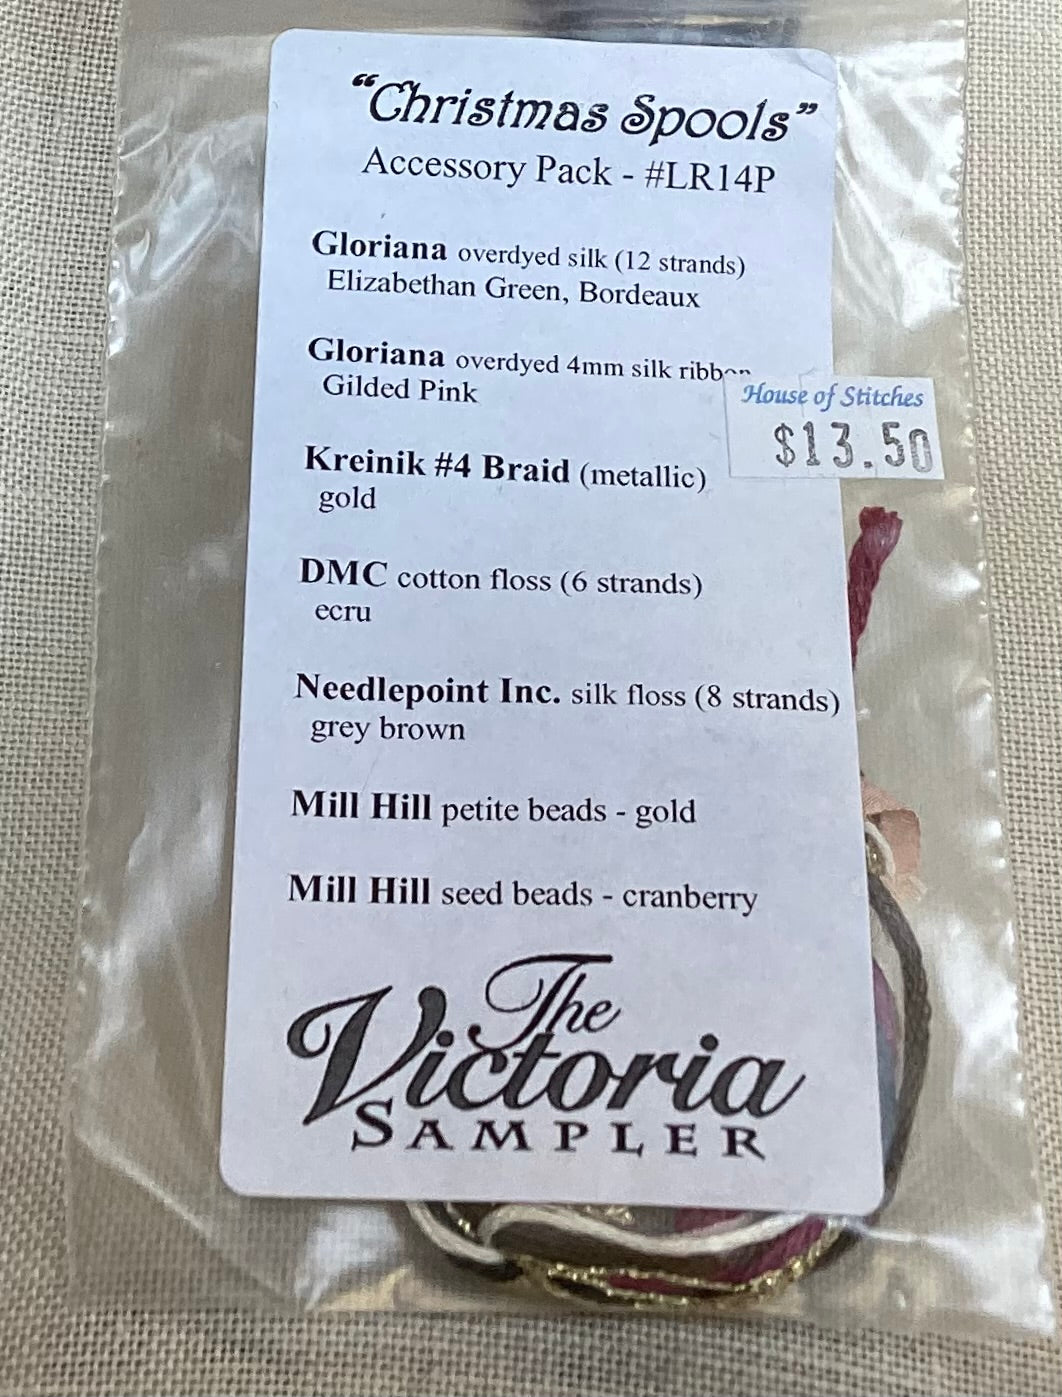 "Christmas Spools"
Accessory Pack - #LR14P
Gloriana overdyed silk (12 strands)
Elizabethan Green, Bordeaux
Gloriana overdyed 4mm silk ribbon
Gilded Pink
House of Stitches
$13.50
Kreinik #4 Braid (metallic)
gold
DMC cotton floss (6 strands)
ecru
Needlepoint Inc. silk floss (8 strands)
grey brown
Mill Hill petite beads - gold
Mill Hill seed beads - cranberry
The
Victoria
SAMPLER